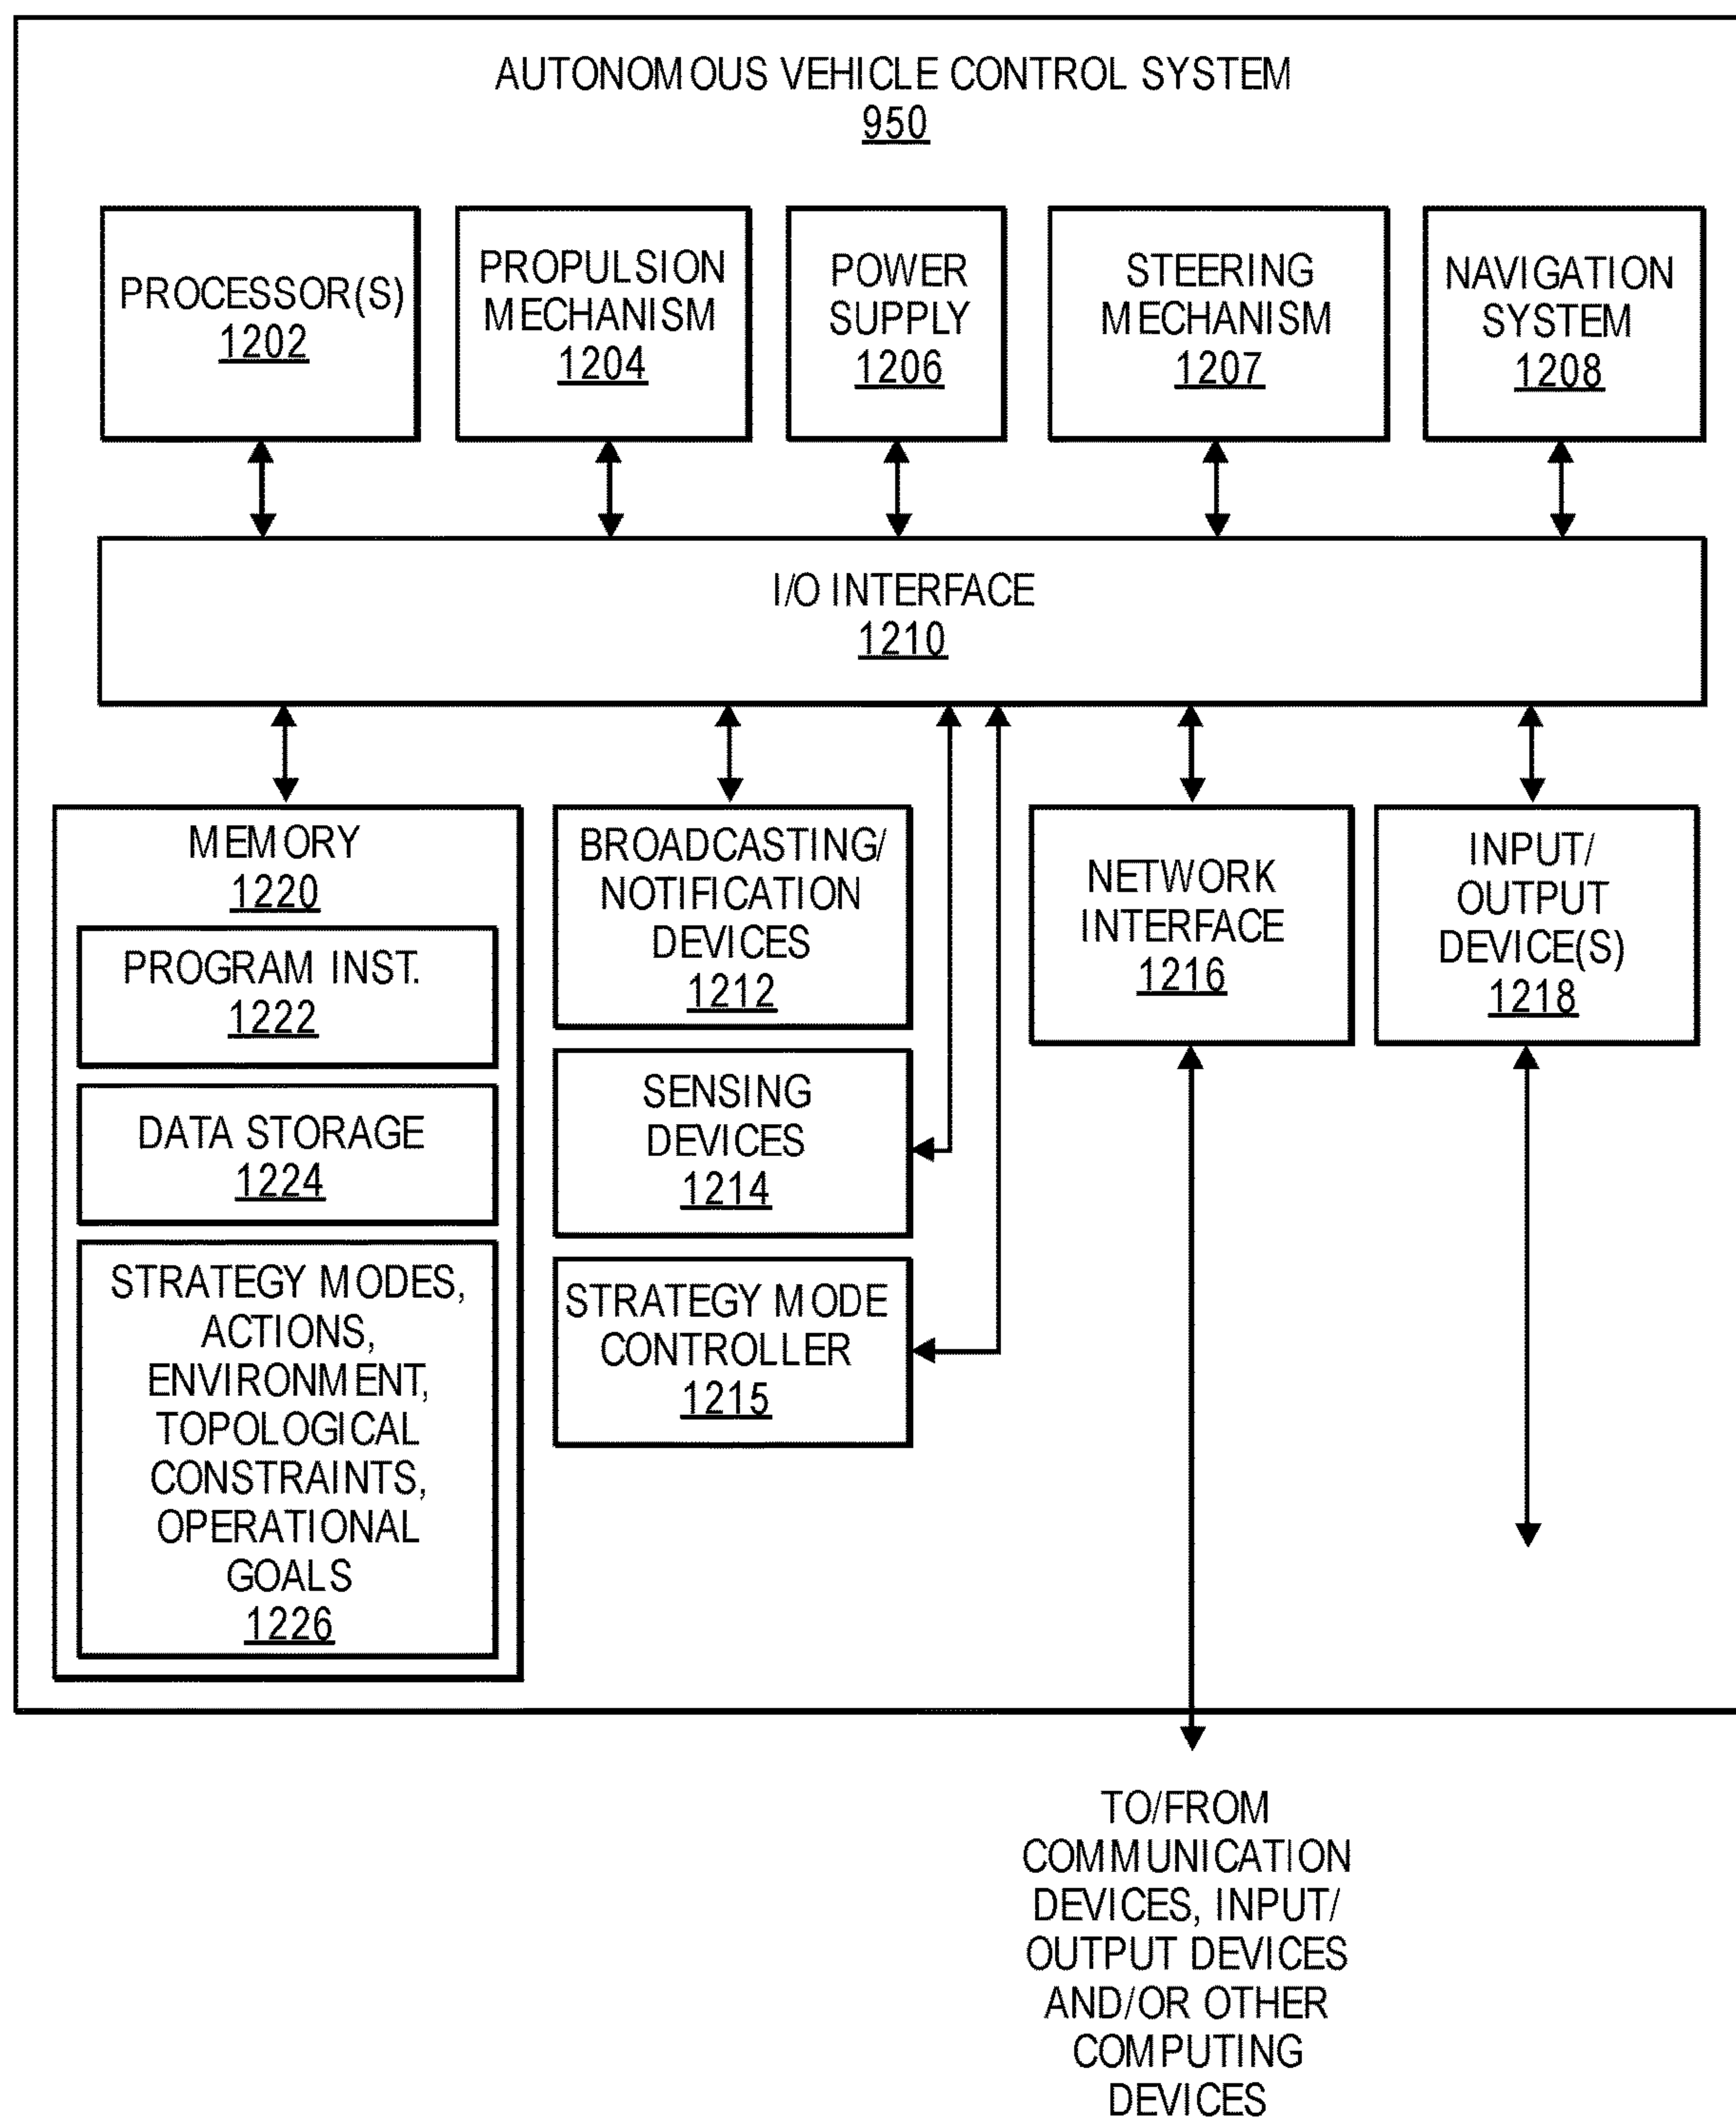 AUTONOMOUS VEHICLE CONTROL SYSTEM
950
PROCESSOR(S)
1202
PROPULSION
MECHANISM
1204
POWER
SUPPLY
1206
STEERING
MECHANISM
1207
NAVIGATION
SYSTEM
1208
I/O INTERFACE
1210
MEMORY
1220
PROGRAM INST.
1222
DATA STORAGE
1224
STRATEGY MODES,
ACTIONS,
ENVIRONMENT,
TOPOLOGICAL
CONSTRAINTS,
OPERATIONAL
GOALS
1226
BROADCASTING/
NOTIFICATION
DEVICES
1212
SENSING
DEVICES
1214
STRATEGY MODE
CONTROLLER
1215
NETWORK
INTERFACE
1216
INPUT/
OUTPUT
DEVICE(S)
1218
TO/FROM
COMMUNICATION
DEVICES, INPUT/
OUTPUT DEVICES
AND/OR OTHER
COMPUTING
DEVICES